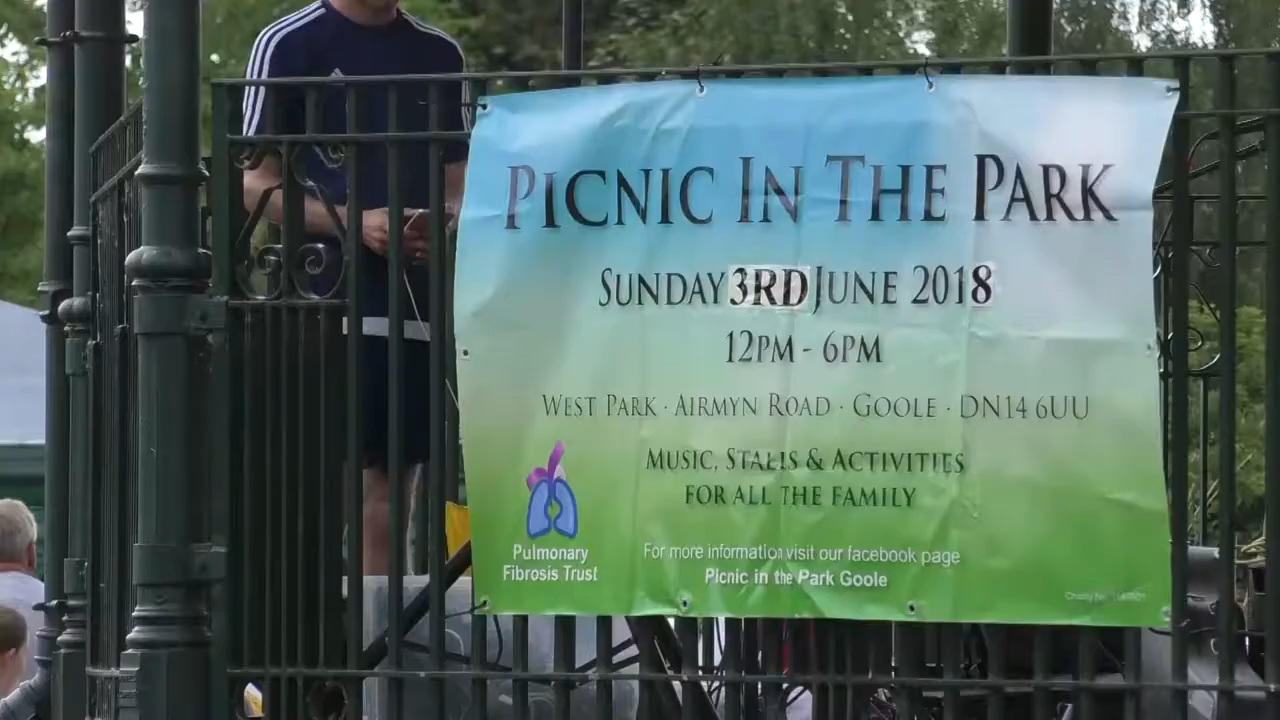 PICNIC IN THE PARK
SUNDAY 3RD JUNE 2018
12PM - 6PM
WEST PARK · AIRMYN ROAD · GOOLE · DN14 6UU
MUSIC, STALLS & ACTIVITIES
FOR ALL THE FAMILY
Pulmonary
Fibrosis Trust
For more information visit our facebook page
Picnic in the Park Goole
Charity No.